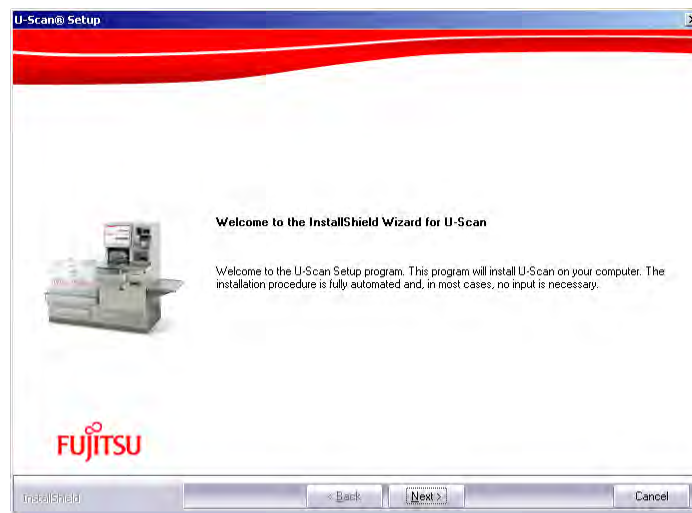 U-Scan® Setup
Welcome to the InstallShield Wizard for U-Scan
Welcome to the U-Scan Setup program. This program will install U-Scan on your computer. The
installation procedure is fully automated and, in most cases, no input is necessary.
FUJITSU
InstallShield
< Back
Next >
Cancel